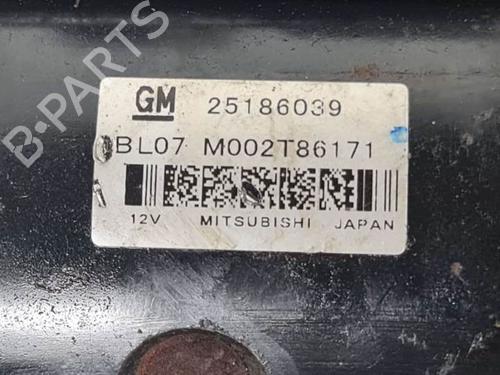 B-PARTS
GM 25186039
BL07 M002T86171
12V MITSUBISHI JAPAN